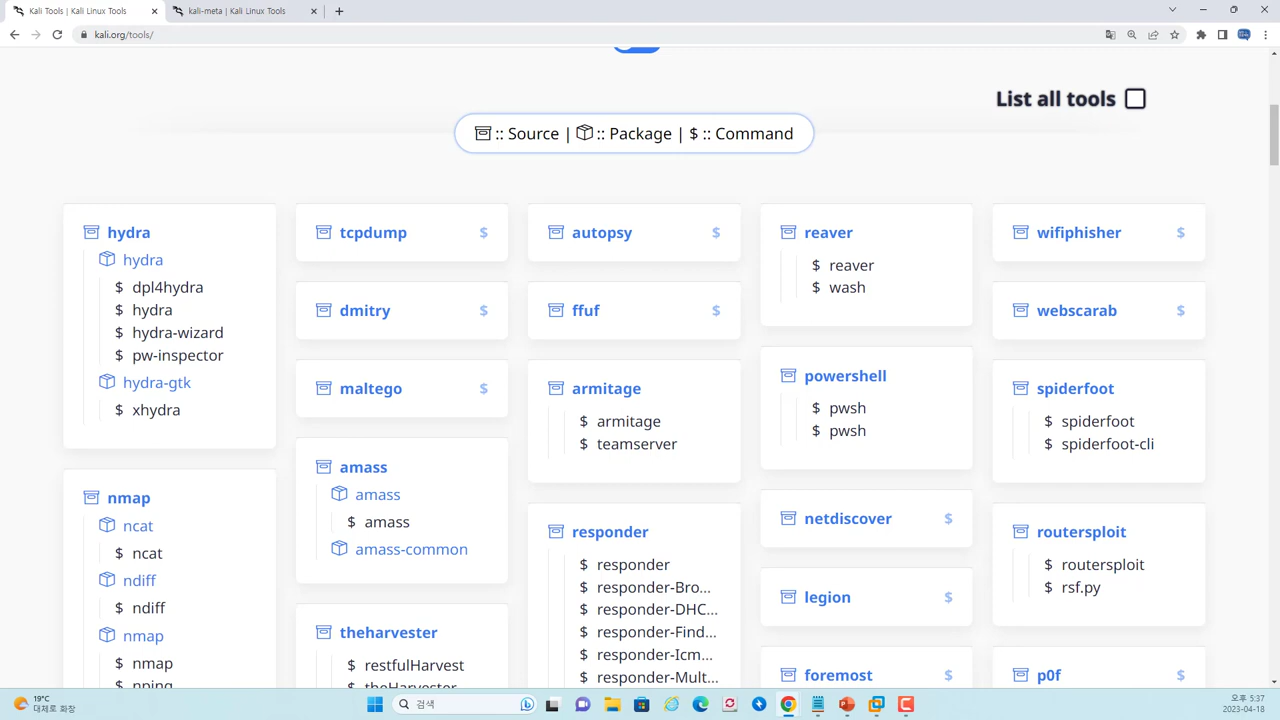 Kali Tools | Kali Linux Tools
kali-meta | Kali Linux Tools
kali.org/tools/
List all tools
:: Source | :: Package | $ :: Command
hydra
hydra
$ dpl4hydra
$ hydra
$ hydra-wizard
$ pw-inspector
hydra-gtk
$ xhydra
nmap
ncat
$ ncat
ndiff
$ ndiff
nmap
$ nmap
$ nping
tcpdump $
dmitry $
maltego $
amass
amass
$ amass
amass-common
theharvester
$ restfulHarvest
$ theHarvester
autopsy $
ffuf $
armitage
$ armitage
$ teamserver
responder
$ responder
$ responder-Bro...
$ responder-DHC...
$ responder-Find...
$ responder-Icm...
$ responder-Mult...
reaver
$ reaver
$ wash
powershell
$ pwsh
$ pwsh
netdiscover $
legion $
foremost $
wifiphisher $
webscarab $
spiderfoot
$ spiderfoot
$ spiderfoot-cli
routersploit
$ routersploit
$ rsf.py
p0f $
19°C
대체로 화창
검색
오후 5:37
2023-04-18